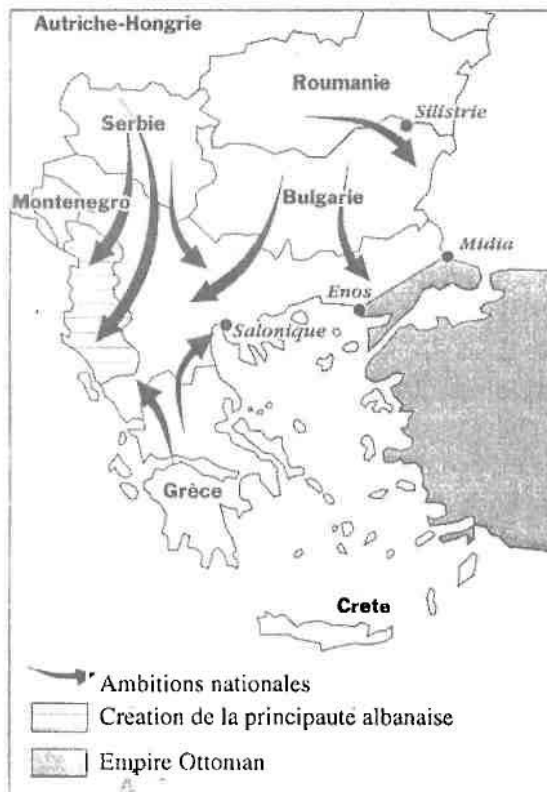 Autriche-Hongrie
Roumanie
Silistrie
Serbie
Montenegro
Bulgarie
Midia
Enos
Salonique
Grèce
Crete
Ambitions nationales
Création de la principauté albanaise
Empire Ottoman